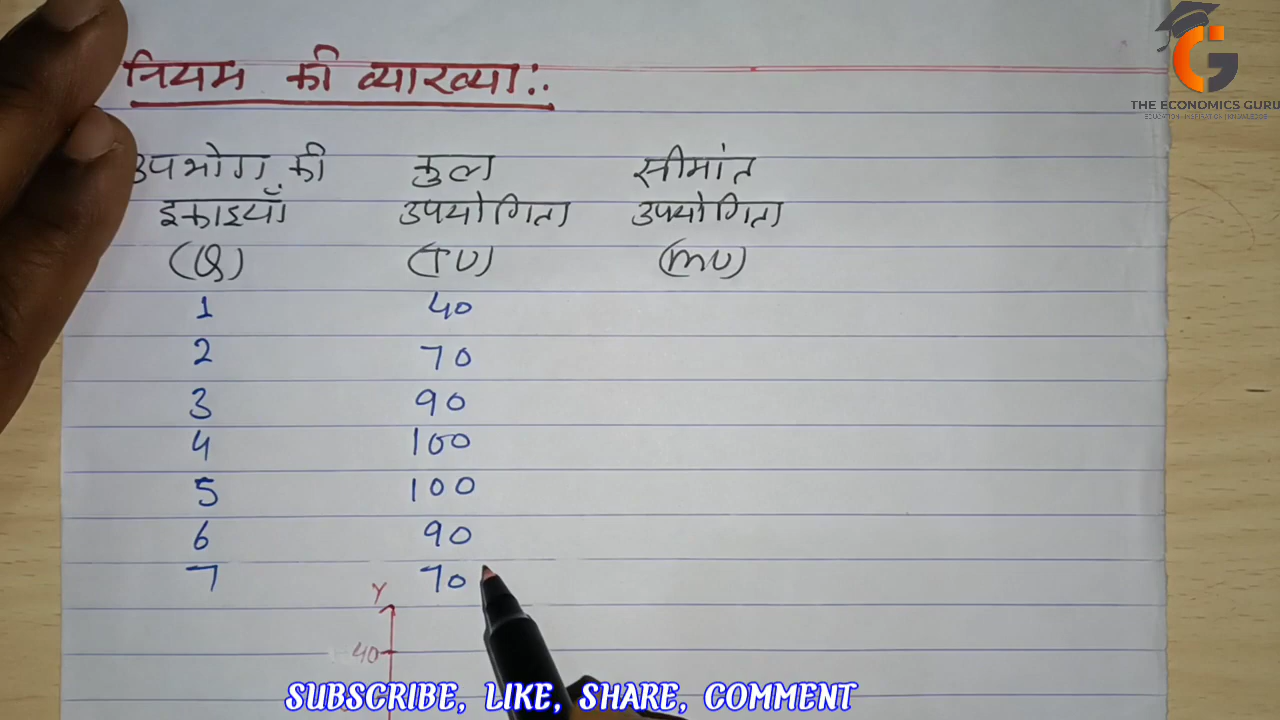 नियम की व्याख्या:.
THE ECONOMICS GURU
उपभोग की कुल सीमांत
इकाइयाँ उपयोगिता उपयोगिता
(Q) (TU) (MU)
1 40
2 70
3 90
4 100
5 100
6 90
7 70
Y
40
SUBSCRIBE, LIKE, SHARE, COMMENT